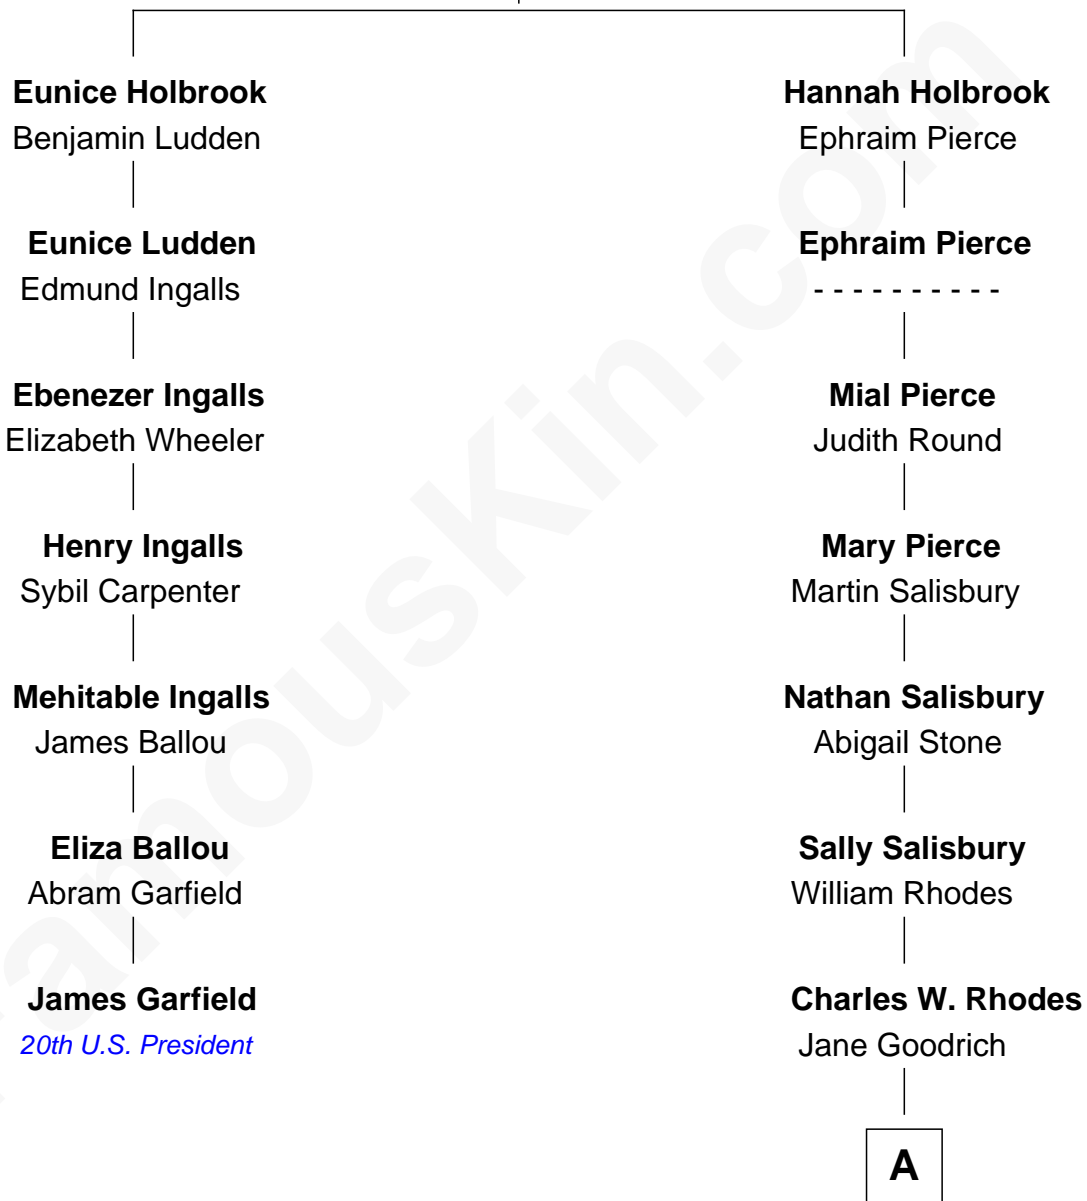 Eunice Holbrook
Benjamin Ludden
Eunice Ludden
Edmund Ingalls
Ebenezer Ingalls
Elizabeth Wheeler
Henry Ingalls
Sybil Carpenter
Mehitable Ingalls
James Ballou
Eliza Ballou
Abram Garfield
James Garfield
20th U.S. President
Hannah Holbrook
Ephraim Pierce
Ephraim Pierce
- - - - - - - - - -
Mial Pierce
Judith Round
Mary Pierce
Martin Salisbury
Nathan Salisbury
Abigail Stone
Sally Salisbury
William Rhodes
Charles W. Rhodes
Jane Goodrich
A
FamousKin.com